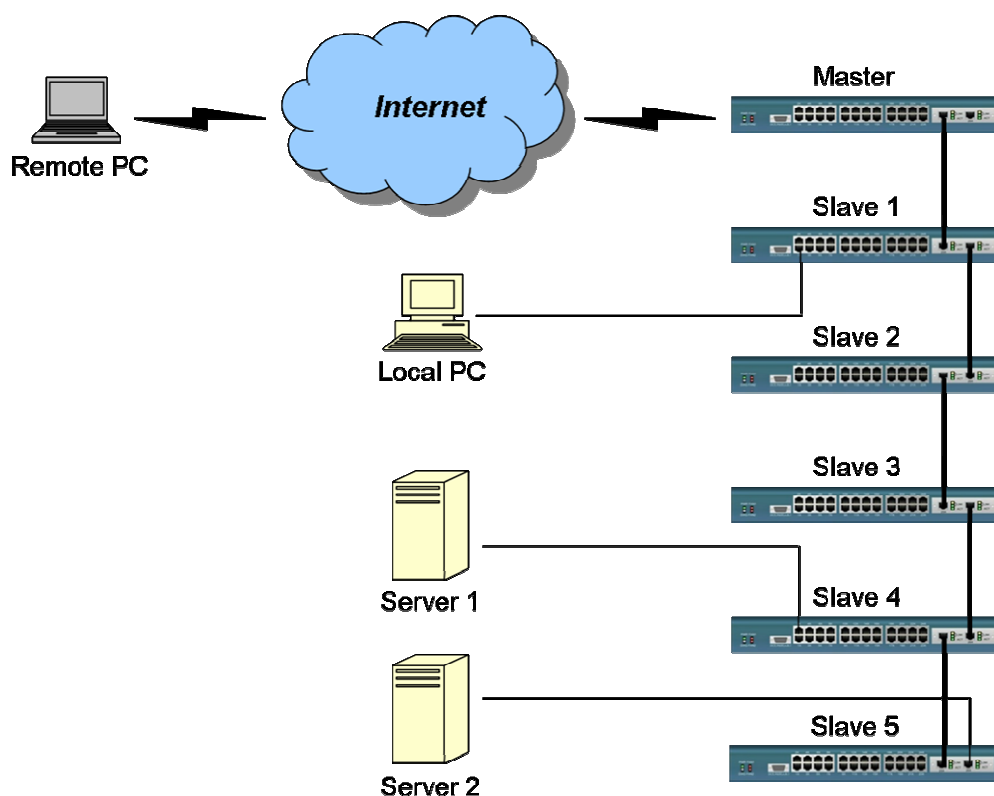 Master
Internet
Remote PC
Slave 1
Local PC
Slave 2
Slave 3
Server 1
Slave 4
Server 2
Slave 5